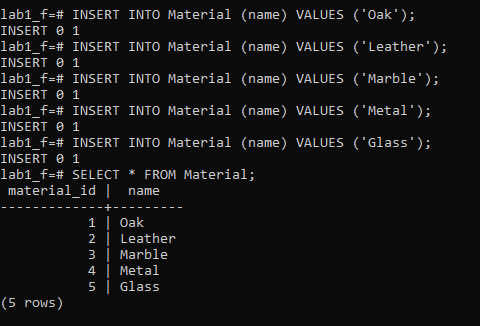 lab1_f=# INSERT INTO Material (name) VALUES ('Oak');
INSERT 0 1
lab1_f=# INSERT INTO Material (name) VALUES ('Leather');
INSERT 0 1
lab1_f=# INSERT INTO Material (name) VALUES ('Marble');
INSERT 0 1
lab1_f=# INSERT INTO Material (name) VALUES ('Metal');
INSERT 0 1
lab1_f=# INSERT INTO Material (name) VALUES ('Glass');
INSERT 0 1
lab1_f=# SELECT * FROM Material;
 material_id |  name
-------------+---------
           1 | Oak
           2 | Leather
           3 | Marble
           4 | Metal
           5 | Glass
(5 rows)